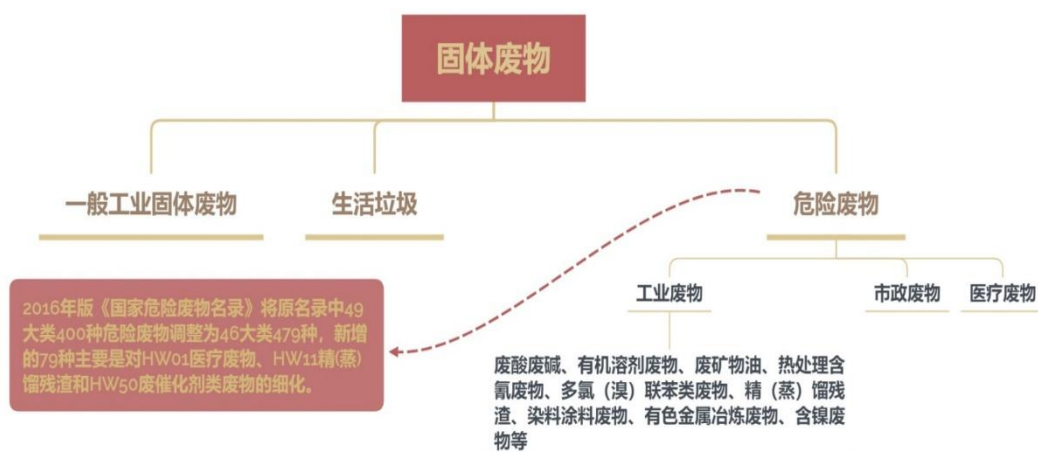 固体废物
一般工业固体废物
生活垃圾
危险废物
2016年版《国家危险废物名录》将原名录中49
大类400种危险废物调整为46大类479种，新增
的79种主要是对HW01医疗废物、HW11精(蒸)
馏残渣和HW50废催化剂类废物的细化。
工业废物
市政废物
医疗废物
废酸废碱、有机溶剂废物、废矿物油、热处理含
氰废物、多氯（溴）联苯类废物、精（蒸）馏残
渣、染料涂料废物、有色金属冶炼废物、含镍废
物等